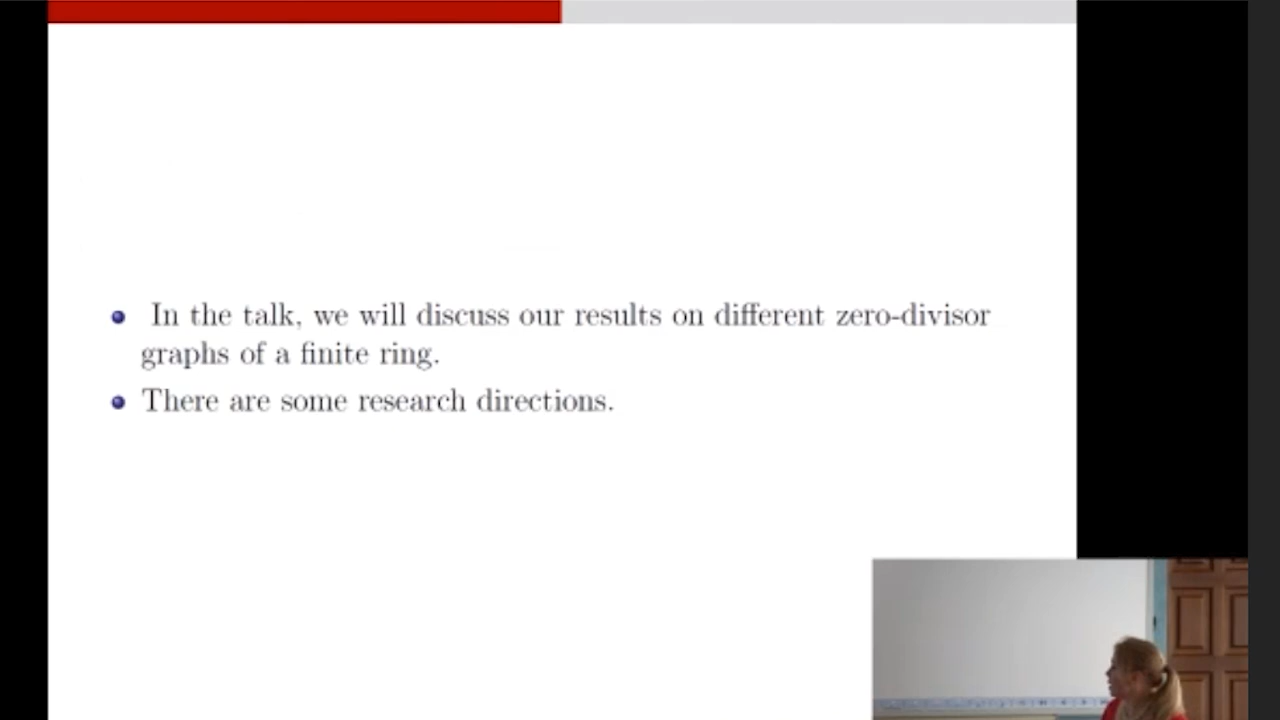 In the talk, we will discuss our results on different zero-divisor
graphs of a finite ring.
There are some research directions.